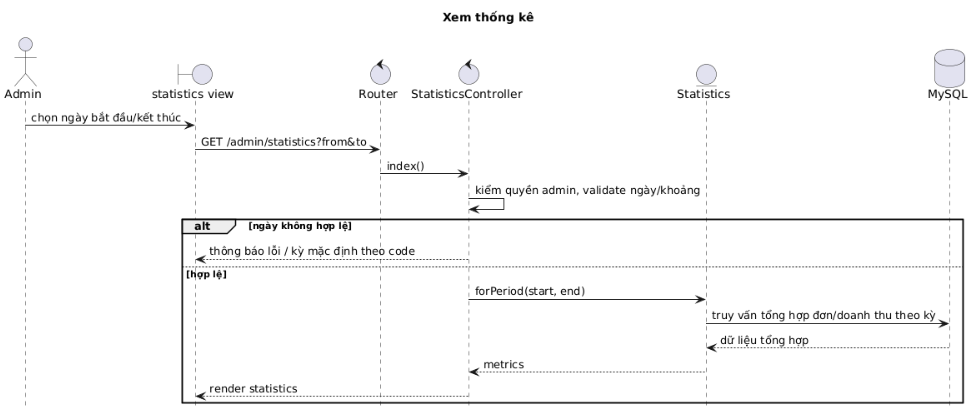 Xem thống kê
Admin
statistics view
Router
StatisticsController
Statistics
MySQL
chọn ngày bắt đầu/kết thúc
GET /admin/statistics?from&to
index()
kiểm quyền admin, validate ngày/khoảng
alt [ngày không hợp lệ]
thông báo lỗi / kỳ mặc định theo code
[hợp lệ]
forPeriod(start, end)
truy vấn tổng hợp đơn/doanh thu theo kỳ
dữ liệu tổng hợp
metrics
render statistics